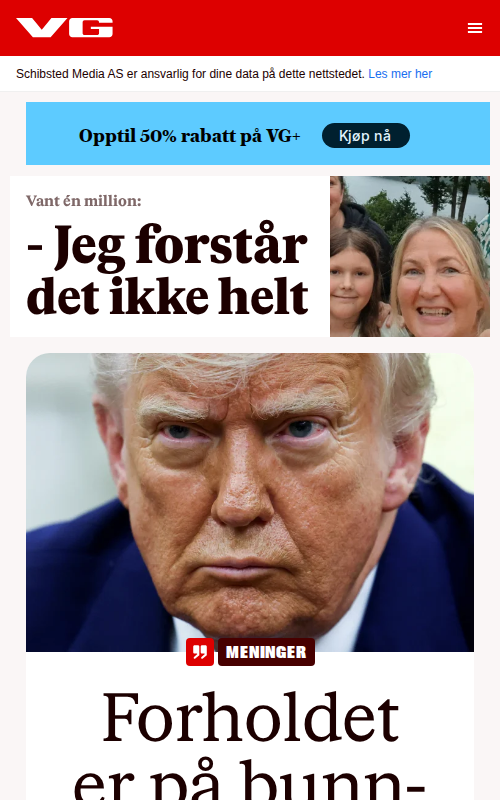 VG
Schibsted Media AS er ansvarlig for dine data på dette nettstedet. Les mer her
Opptil 50% rabatt på VG+ Kjøp nå
Vant én million:
- Jeg forstår
det ikke helt
MENINGER
Forholdet
er på bunn-